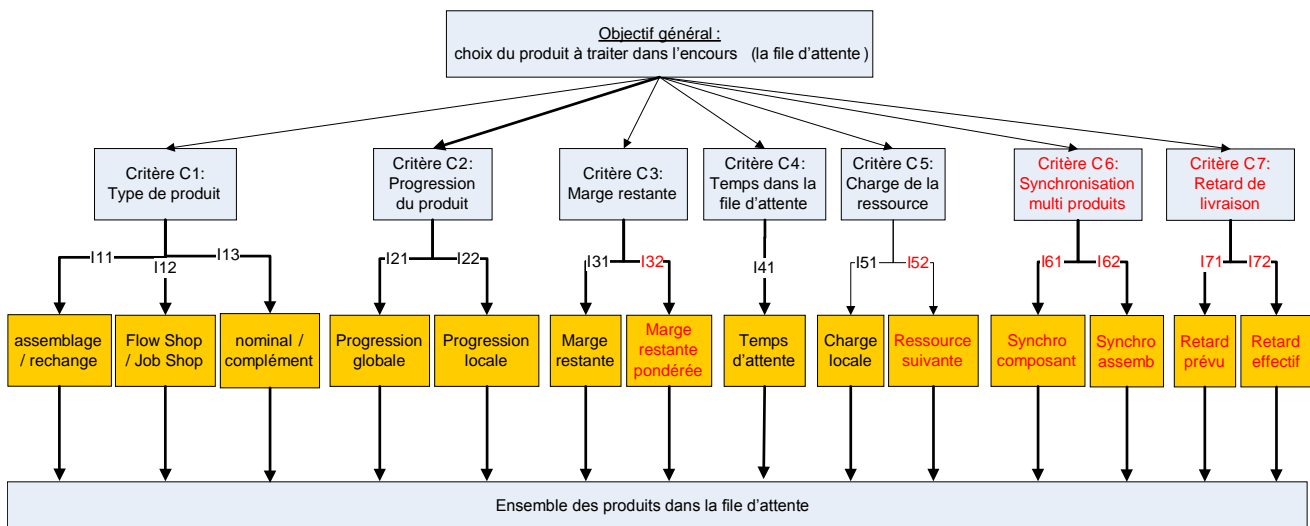 Objectif général :
choix du produit à traiter dans l'encours (la file d'attente )
Critère C1:
Type de produit
Critère C2:
Progression
du produit
Critère C3:
Marge restante
Critère C4:
Temps dans la
file d'attente
Critère C5:
Charge de la
ressource
Critère C6:
Synchronisation
multi produits
Critère C7:
Retard de
livraison
I11
I12
I13
I21
I22
I31
I32
I41
I51
I52
I61
I62
I71
I72
assemblage
/ rechange
Flow Shop
/ Job Shop
nominal /
complément
Progression
globale
Progression
locale
Marge
restante
Marge
restante
pondérée
Temps
d'attente
Charge
locale
Ressource
suivante
Synchro
composant
Synchro
assemb
Retard
prévu
Retard
effectif
Ensemble des produits dans la file d'attente